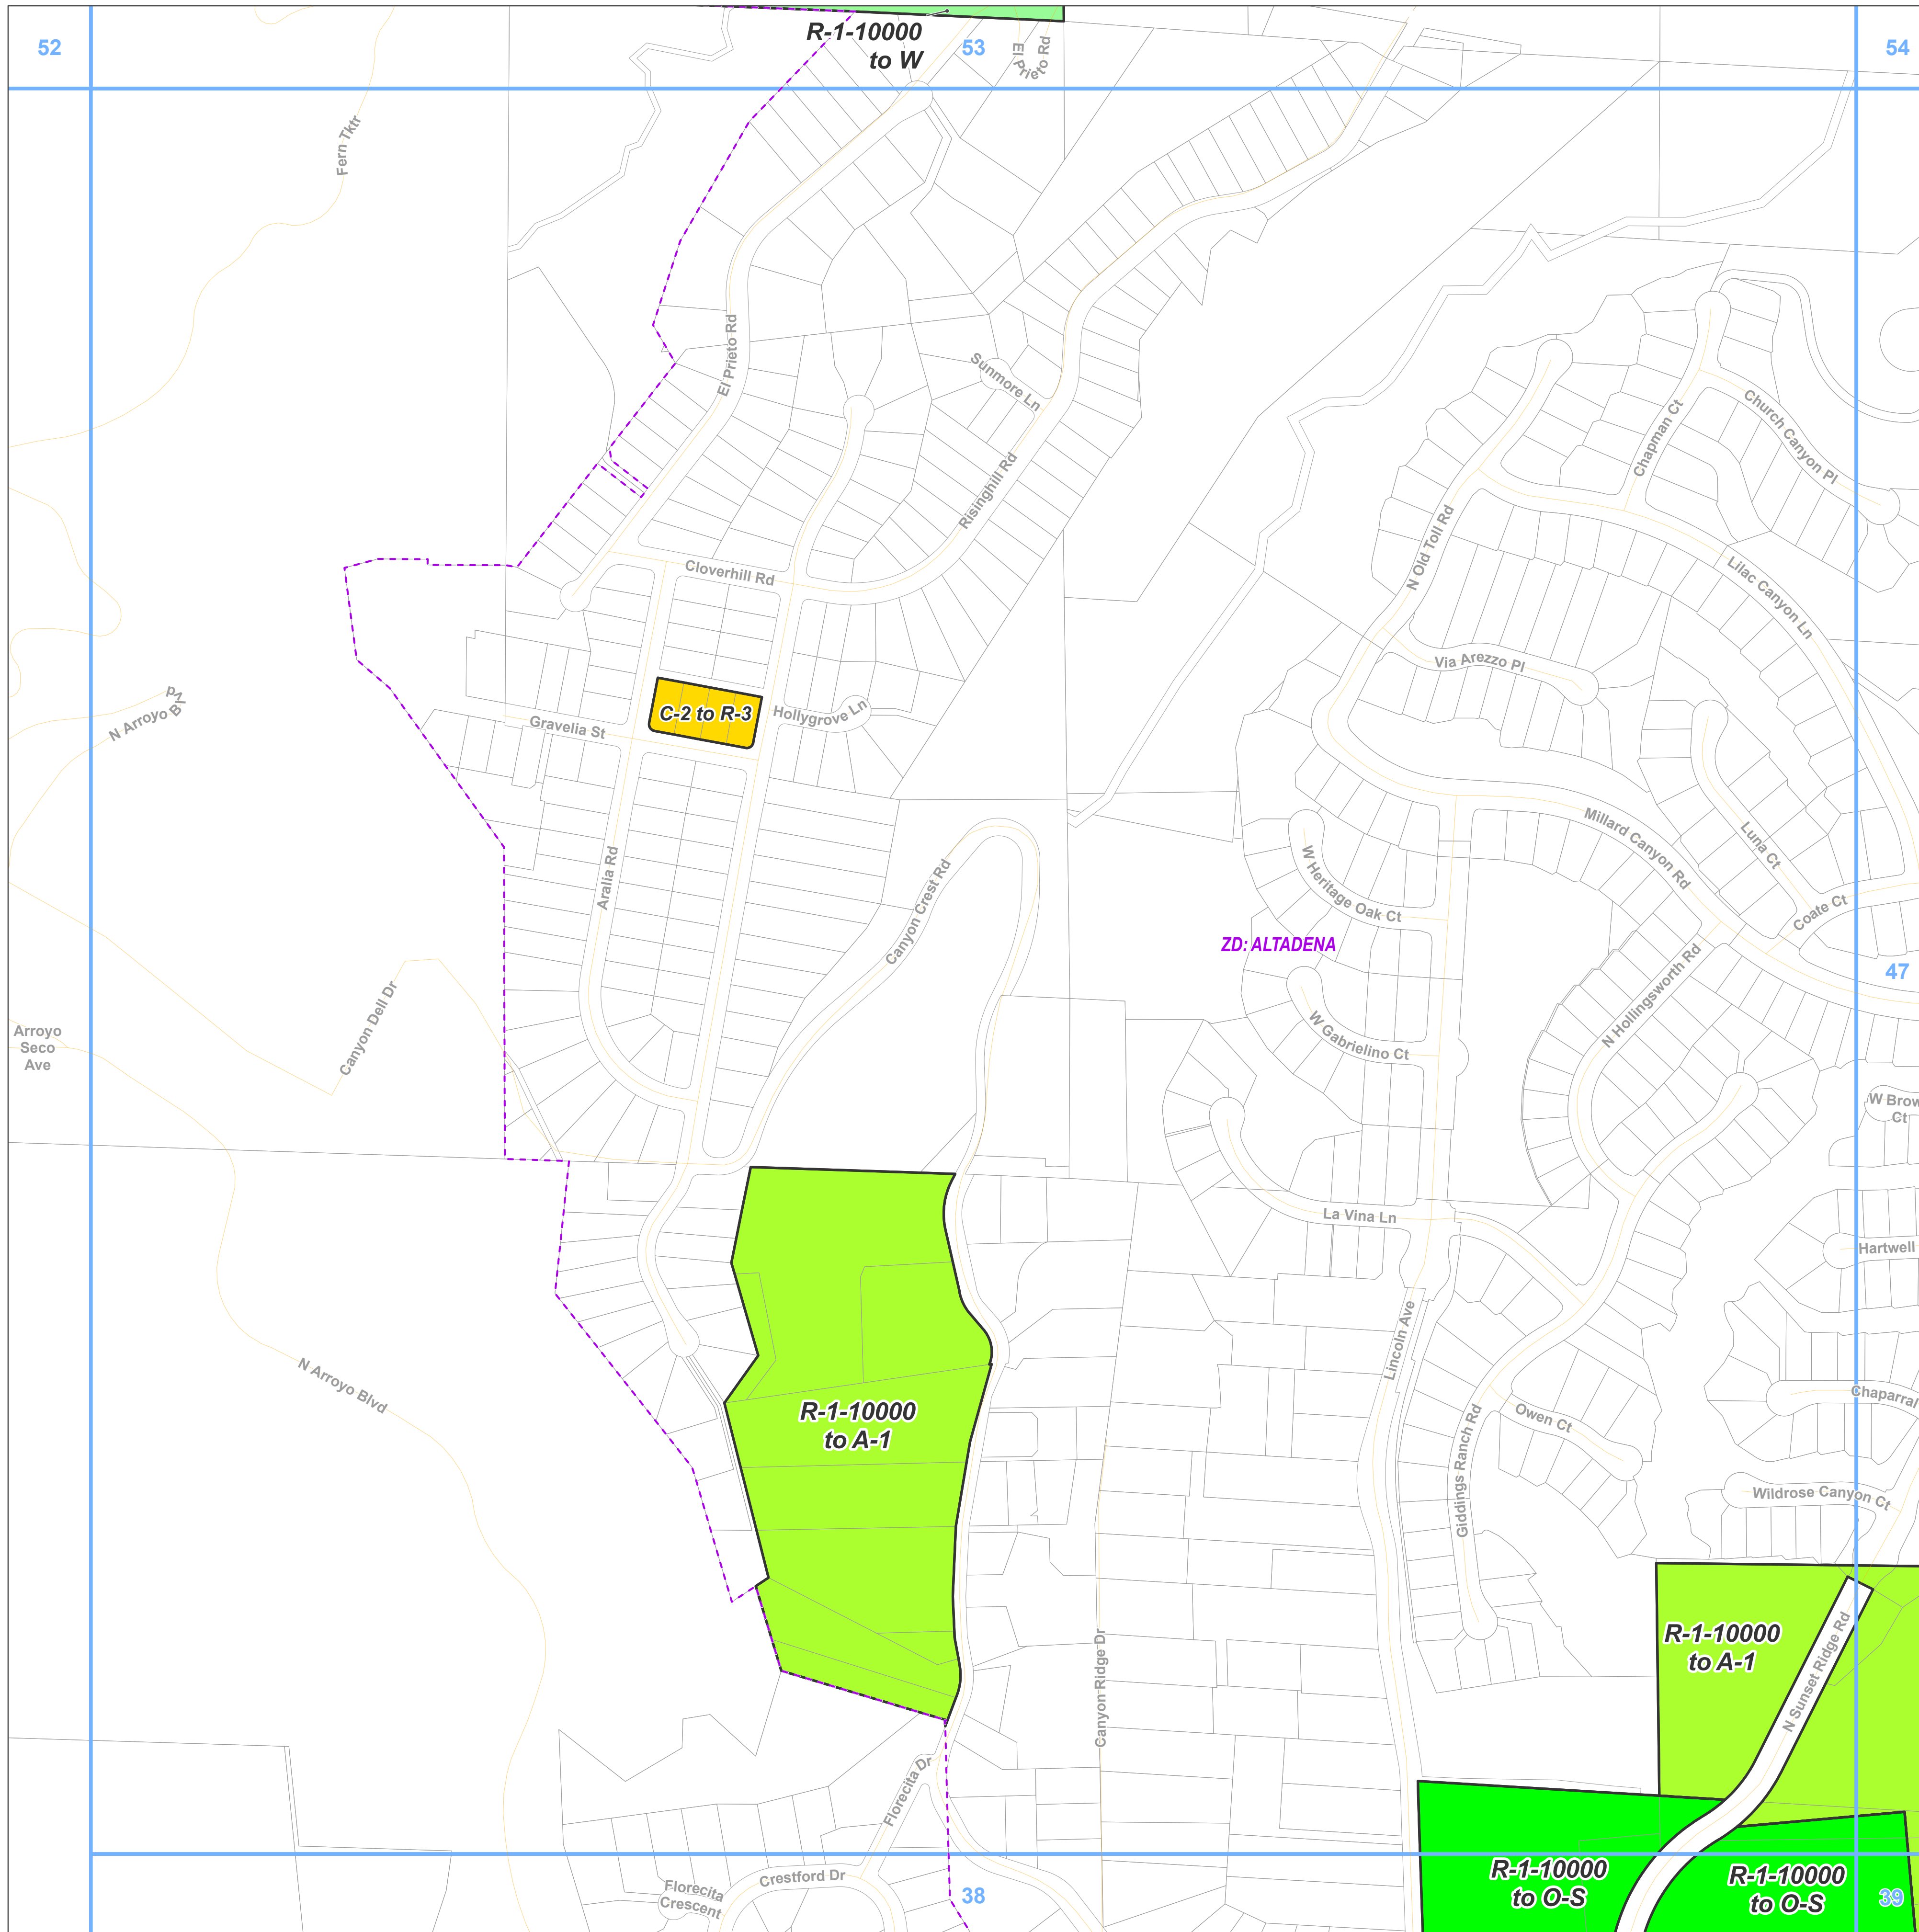 52
R-1-10000
to W
53
El Prieto Rd
54
Fern Tktr
El Prieto Rd
Sunmore Ln
Risinghill Rd
Cloverhill Rd
Chapman Ct
Church Canyon Pl
N Old Toll Rd
Lilac Canyon Ln
Via Arezzo Pl
N Arroyo Blvd
Gravelia St
C-2 to R-3
Hollygrove Ln
Aralia Rd
Canyon Crest Rd
Millard Canyon Rd
Luna Ct
Coate Ct
W Heritage Oak Ct
ZD: ALTADENA
47
N Hollingsworth Rd
W Gabrielino Ct
Arroyo
Seco
Ave
Canyon Dell Dr
W Brow
Ct
La Vina Ln
Hartwell
N Arroyo Blvd
Lincoln Ave
R-1-10000
to A-1
Chaparral
Owen Ct
Giddings Ranch Rd
Wildrose Canyon Ct
Canyon Ridge Dr
R-1-10000
to A-1
N Sunset Ridge Rd
Florecita Dr
Crestford Dr
Florecita
Crescent
38
R-1-10000
to O-S
R-1-10000
to O-S
39